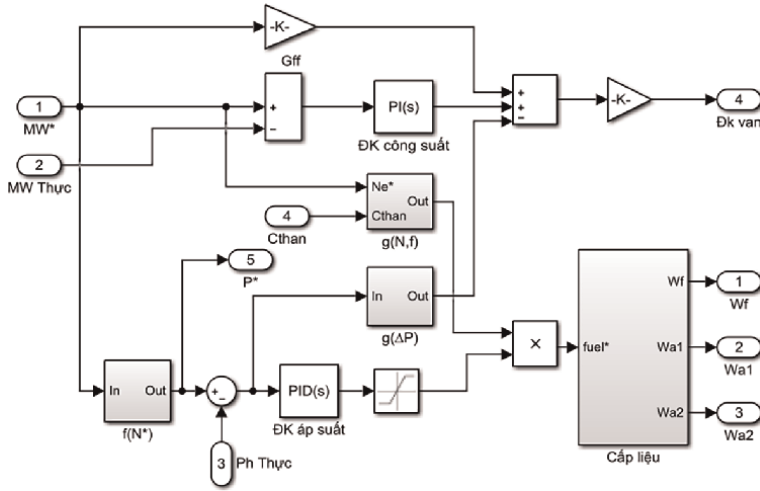 -K-
Gff
1
MW*
+
−
PI(s)
ĐK công suất
+
+
−
-K-
4
Đk van
2
MW Thực
Ne*
Cthan
Out
g(N,f)
4
Cthan
5
P*
In
Out
g(ΔP)
In
Out
f(N*)
+
−
PID(s)
ĐK áp suất
3
Ph Thực
×
fuel*
Wf
Wa1
Wa2
Cấp liệu
1
Wf
2
Wa1
3
Wa2